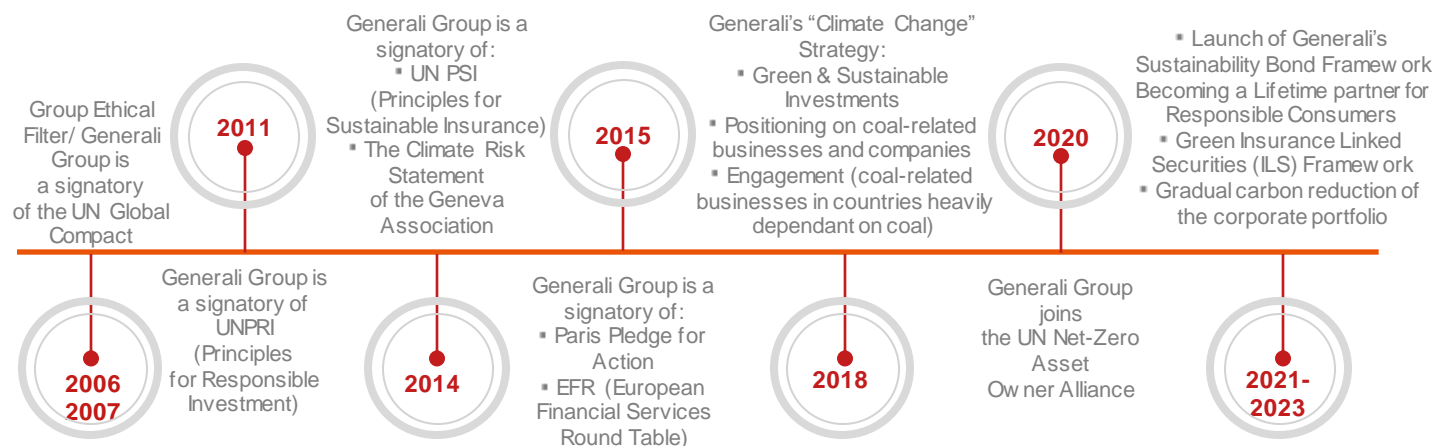 Group Ethical
Filter/ Generali
Group is
a signatory
of the UN Global
Compact
2006
2007
2011
Generali Group is
a signatory of
UNPRI
(Principles
for Responsible
Investment)
Generali Group is a
signatory of:
▪ UN PSI
(Principles for
Sustainable Insurance)
▪ The Climate Risk
Statement
of the Geneva
Association
2014
2015
Generali Group is a
signatory of:
▪ Paris Pledge for
Action
▪ EFR (European
Financial Services
Round Table)
Generali's “Climate Change”
Strategy:
▪ Green & Sustainable
Investments
▪ Positioning on coal-related
businesses and companies
▪ Engagement (coal-related
businesses in countries heavily
dependant on coal)
2018
2020
Generali Group
joins
the UN Net-Zero
Asset
Owner Alliance
▪ Launch of Generali's
Sustainability Bond Framework
Becoming a Lifetime partner for
Responsible Consumers
▪ Green Insurance Linked
Securities (ILS) Framework
▪ Gradual carbon reduction of
the corporate portfolio
2021-
2023